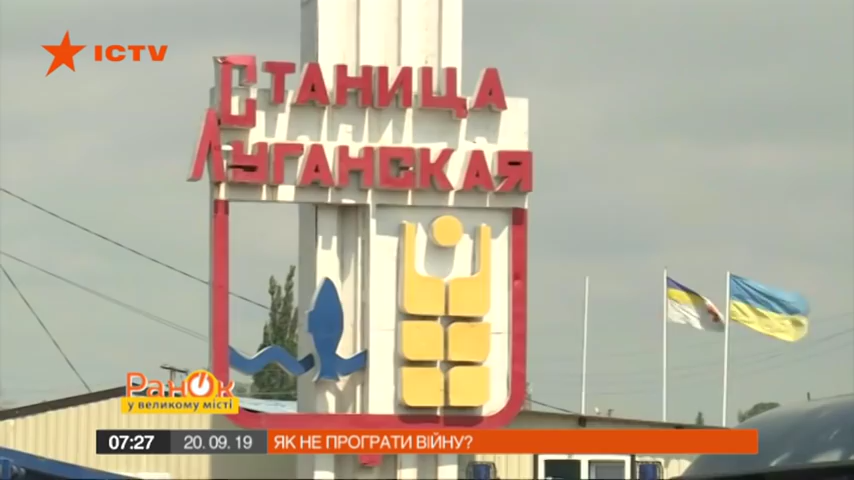 ICTV
СТАНИЦА
ЛУГАНСКАЯ
РАНОК
У ВЕЛИКОМУ МІСТІ
07:27 20.09.19 ЯК НЕ ПРОГРАТИ ВІЙНУ?